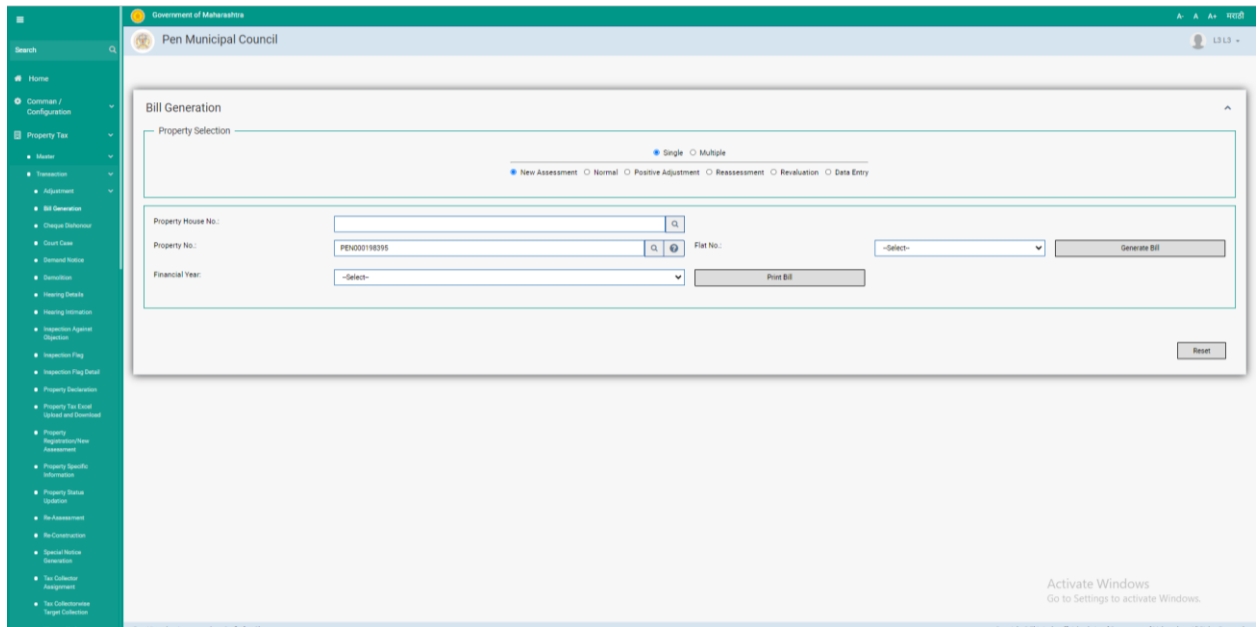 Government of Maharashtra
A- A A+ मराठी
Pen Municipal Council
L3 L3
Search
Home
Comman /
Configuration
Property Tax
Master
Transaction
Adjustment
Bill Generation
Cheque Dishonour
Court Case
Demand Notice
Demolition
Hearing Details
Hearing Intimation
Inspection Against
Objection
Inspection Flag
Inspection Flag Detail
Property Declaration
Property Tax Excel
Upload and Download
Property
Registration/New
Assessment
Property Specific
Information
Property Status
Updation
Re-Assessment
Re-Construction
Special Notice
Generation
Tax Collector
Assignment
Tax Collectorwise
Target Collection
Bill Generation
Property Selection
Single Multiple
New Assessment Normal Positive Adjustment Reassessment Revaluation Data Entry
Property House No.:
Property No.: PEN000198395 Flat No.: --Select-- Generate Bill
Financial Year: --Select-- Print Bill
Reset
Activate Windows
Go to Settings to activate Windows.